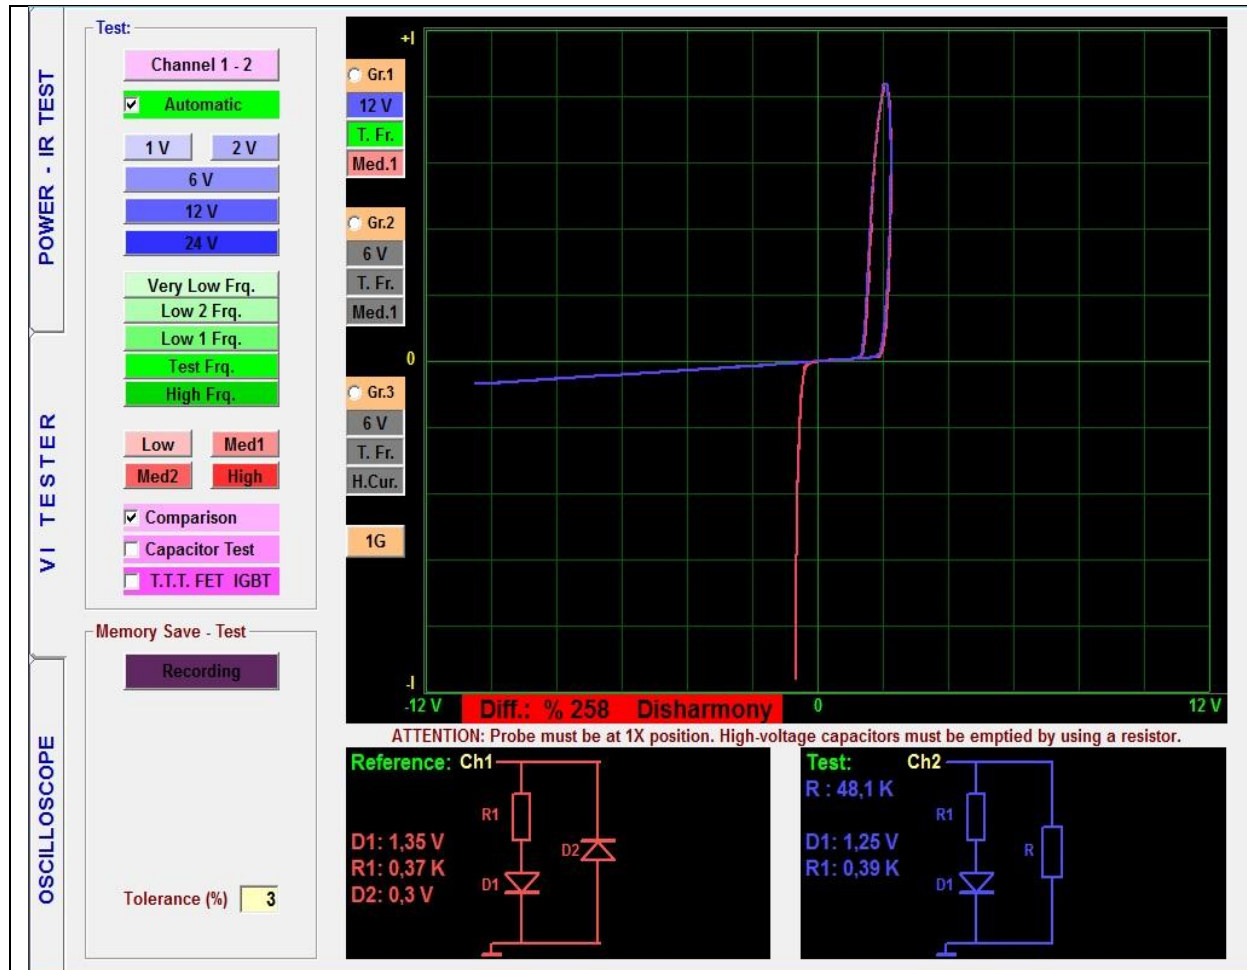 POWER - IR TEST
VI TESTER
OSCILLOSCOPE
Test:
Channel 1 - 2
Automatic
1 V
2 V
6 V
12 V
24 V
Very Low Frq.
Low 2 Frq.
Low 1 Frq.
Test Frq.
High Frq.
Low
Med1
Med2
High
Comparison
Capacitor Test
T.T.T. FET IGBT
Memory Save - Test
Recording
Tolerance (%) 3
+I
Gr.1
12 V
T. Fr.
Med.1
Gr.2
6 V
T. Fr.
Med.1
0
Gr.3
6 V
T. Fr.
H.Cur.
1G
-I
-12 V
Diff.: % 258 Disharmony
0
12 V
ATTENTION: Probe must be at 1X position. High-voltage capacitors must be emptied by using a resistor.
Reference: Ch1
R1
D1: 1,35 V
R1: 0,37 K
D2: 0,3 V
D2
D1
Test: Ch2
R : 48,1 K
R1
D1: 1,25 V
R1: 0,39 K
R
D1